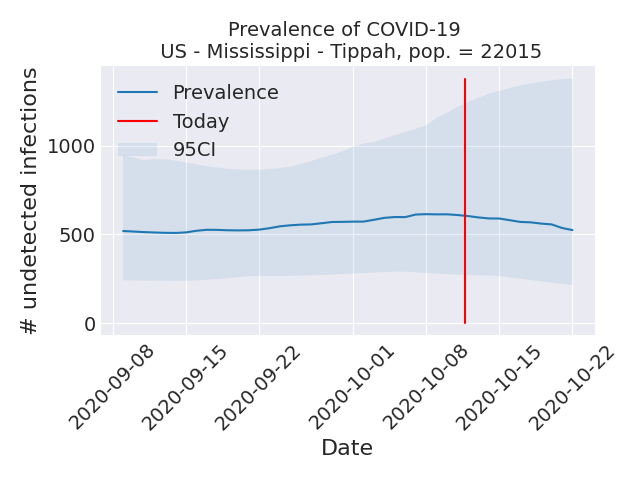 Prevalence of COVID-19
US - Mississippi - Tippah, pop. = 22015
# undetected infections
1000
500
0
Prevalence
Today
95CI
2020-09-08
2020-09-15
2020-09-22
2020-10-01
2020-10-08
2020-10-15
2020-10-22
Date